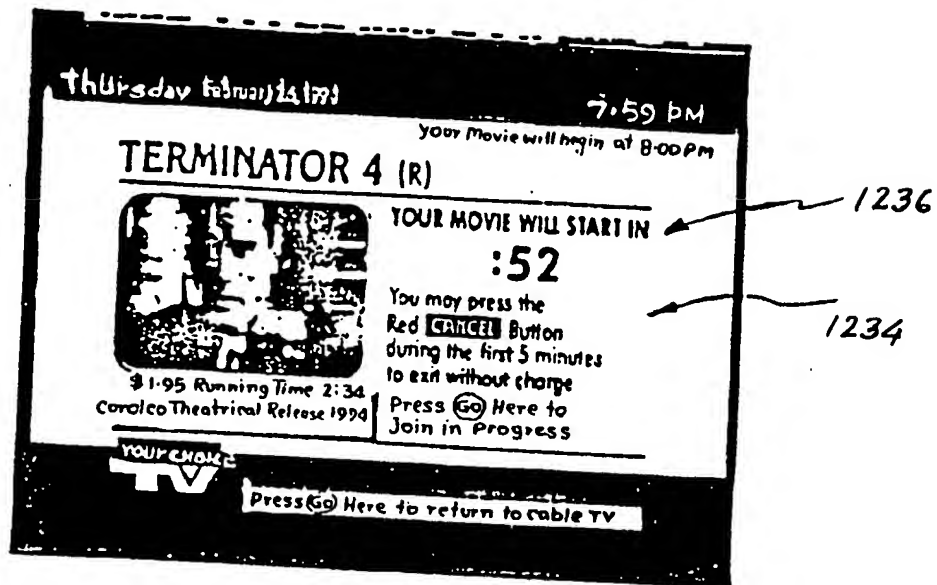 Thursday February 1993
7:59 PM
Your Movie will begin at 8:00 PM
TERMINATOR 4 (R)
YOUR MOVIE WILL START IN
:52
You may press the
Red CANCEL Button
during the first 5 minutes
to exit without charge
Press Go Here to
Join in Progress
$1.95 Running Time 2:34
Corolco Theatrical Release 1994
YOUR CHOICE
TV
Press Go Here to return to cable TV
1236
1234